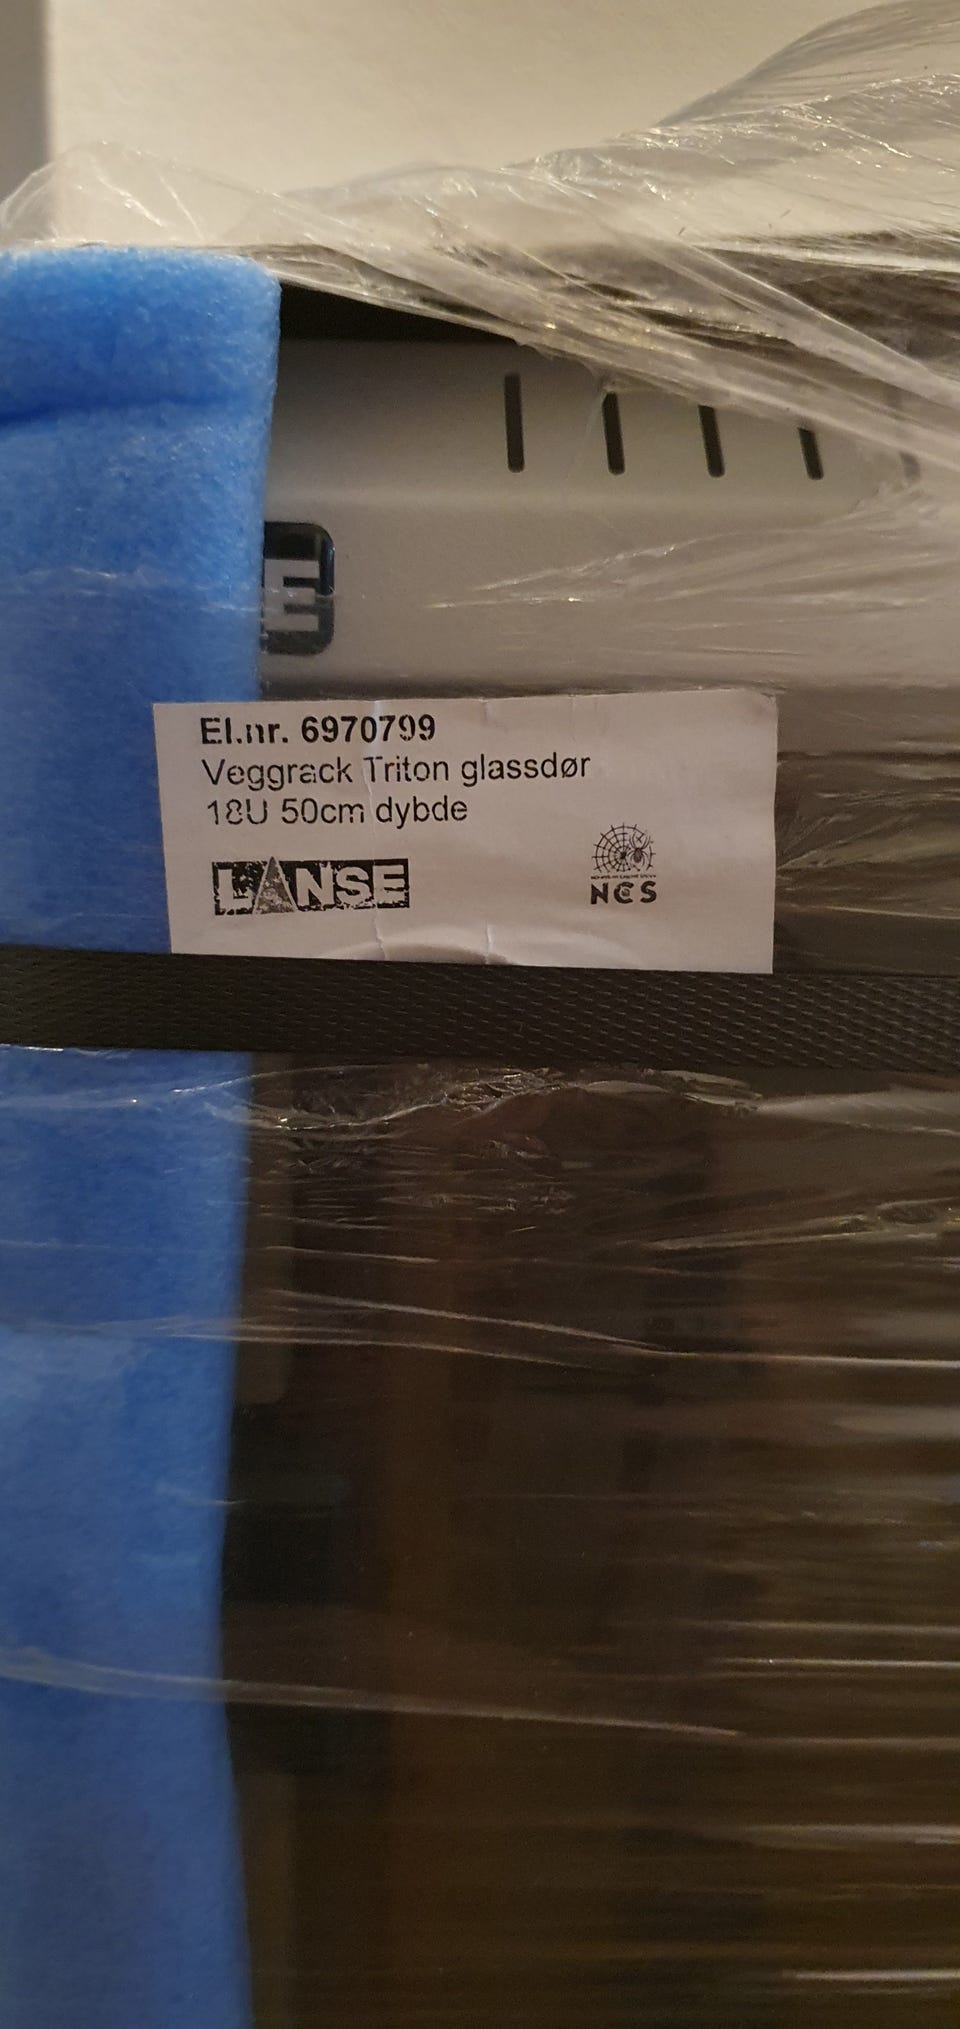 E
El.nr. 6970799
Veggrack Triton glassdør
18U 50cm dybde
LANSE
NCS